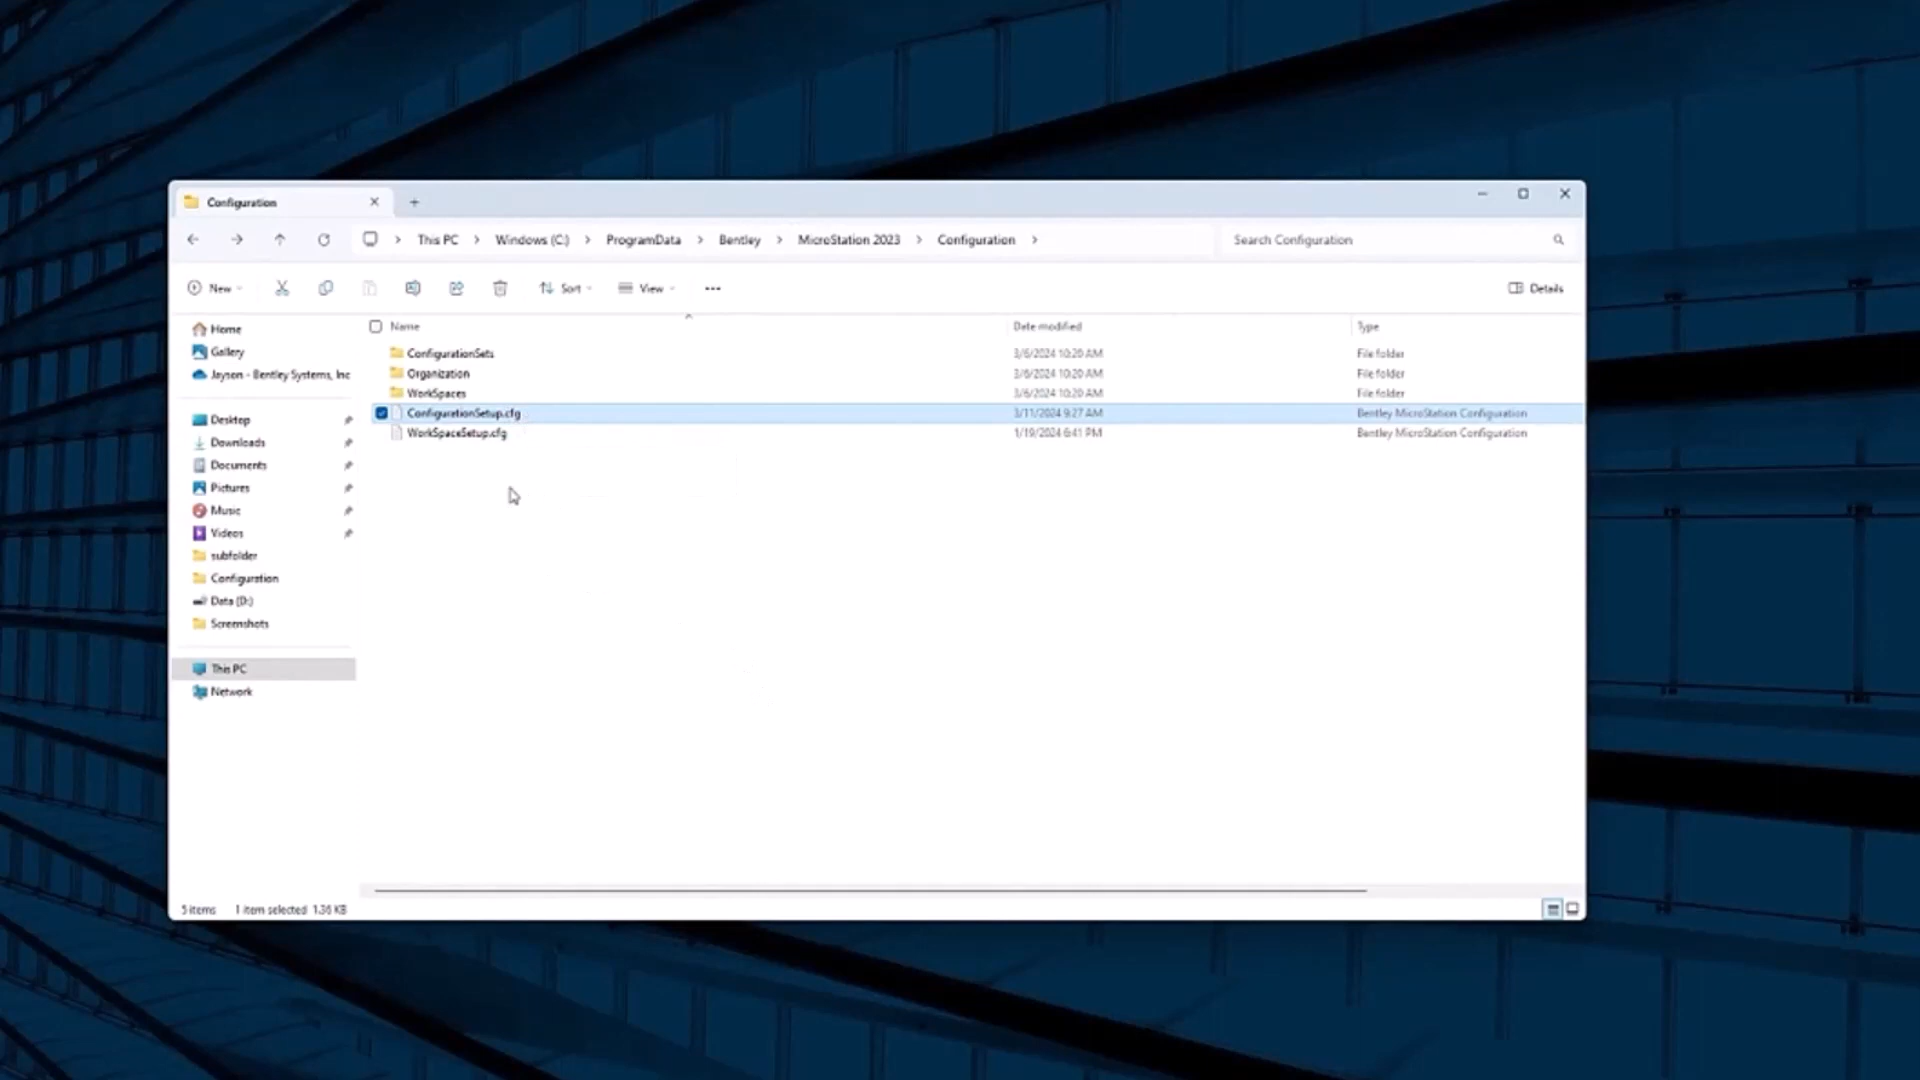 Configuration
This PC > Windows (C:) > ProgramData > Bentley > MicroStation 2023 > Configuration >
Search Configuration
New
Sort
View
Details
Home
Gallery
Jayson - Bentley Systems, Inc
Desktop
Downloads
Documents
Pictures
Music
Videos
subfolder
Configuration
Data (D:)
Screenshots
This PC
Network
Name Date modified Type
ConfigurationSets 3/6/2024 10:20 AM File folder
Organization 3/6/2024 10:20 AM File folder
WorkSpaces 3/6/2024 10:20 AM File folder
ConfigurationSetup.cfg 3/11/2024 9:27 AM Bentley MicroStation Configuration
WorkSpaceSetup.cfg 1/19/2024 6:41 PM Bentley MicroStation Configuration
5 items 1 item selected 1.36 KB